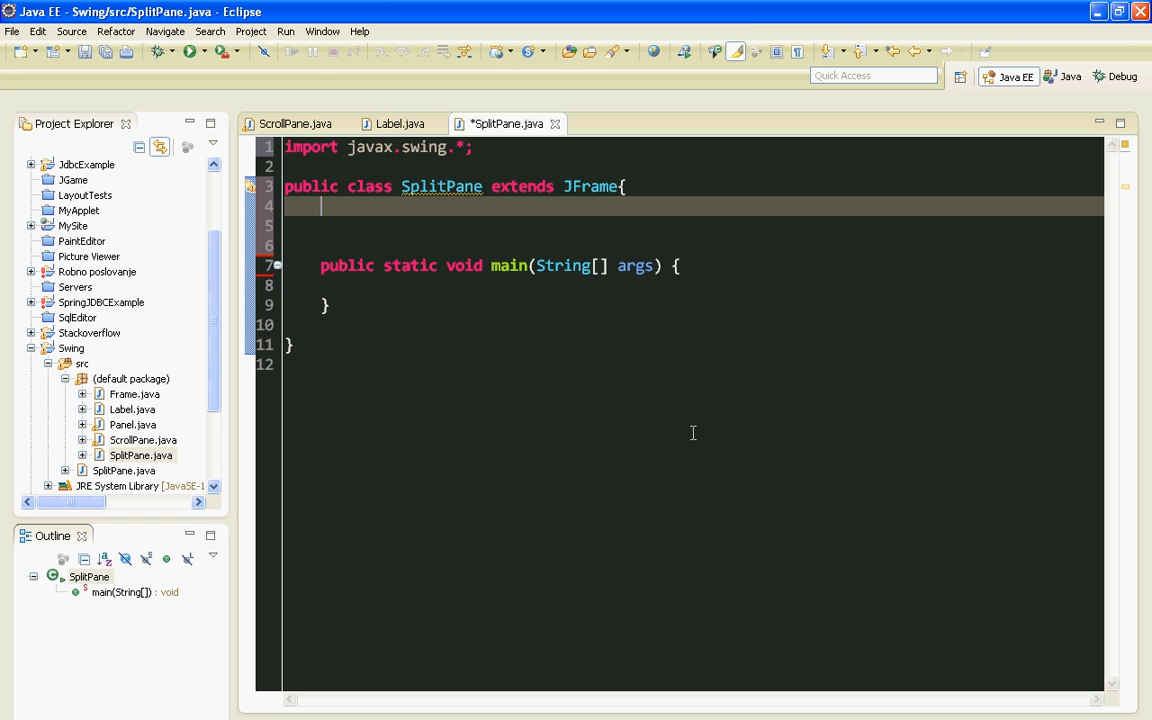 Java EE - Swing/src/SplitPane.java - Eclipse
File Edit Source Refactor Navigate Search Project Run Window Help
Quick Access
Java EE Java Debug
Project Explorer
ScrollPane.java Label.java *SplitPane.java
JdbcExample
JGame
LayoutTests
MyApplet
MySite
PaintEditor
Picture Viewer
Robno poslovanje
Servers
SpringJDBCExample
SqlEditor
Stackoverflow
Swing
src
(default package)
Frame.java
Label.java
Panel.java
ScrollPane.java
SplitPane.java
SplitPane.java
JRE System Library [JavaSE-1
Outline
SplitPane
main(String[]) : void
1 import javax.swing.*;
2
3 public class SplitPane extends JFrame{
4
5
6
7 public static void main(String[] args) {
8
9 }
10
11 }
12